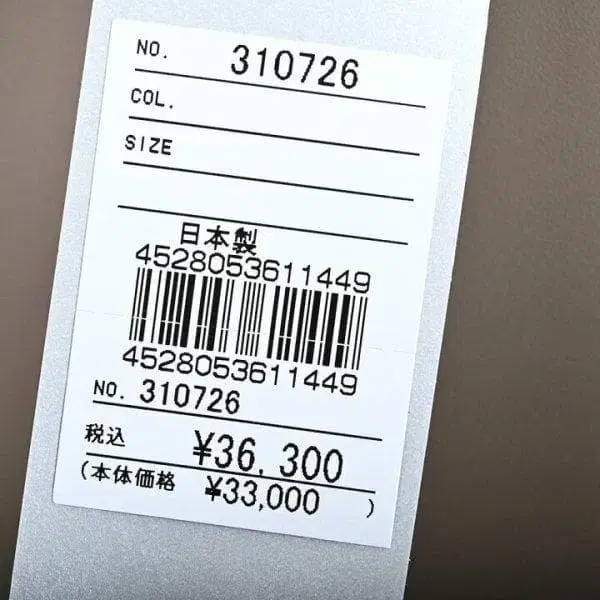 NO. 310726
COL.
SIZE
日本製
4528053611449
4528053611449
NO. 310726
税込 ¥36,300
(本体価格 ¥33,000 )